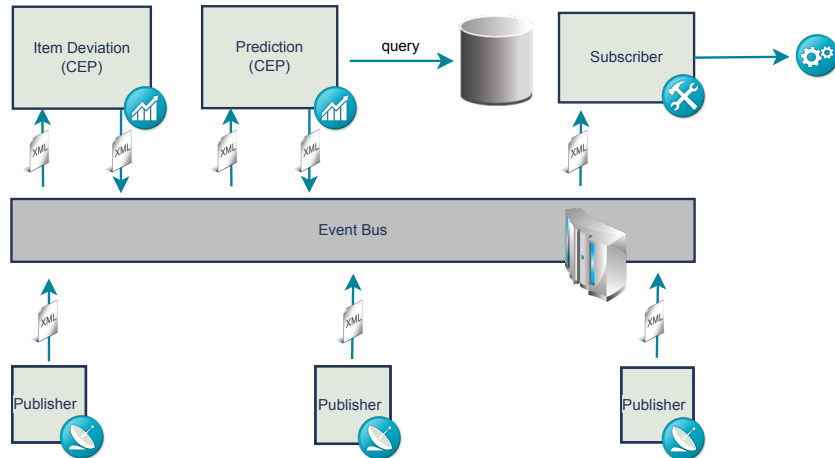 Item Deviation
(CEP)
Prediction
(CEP)
query
Subscriber
XML
XML
XML
XML
XML
Event Bus
XML
XML
XML
Publisher
Publisher
Publisher